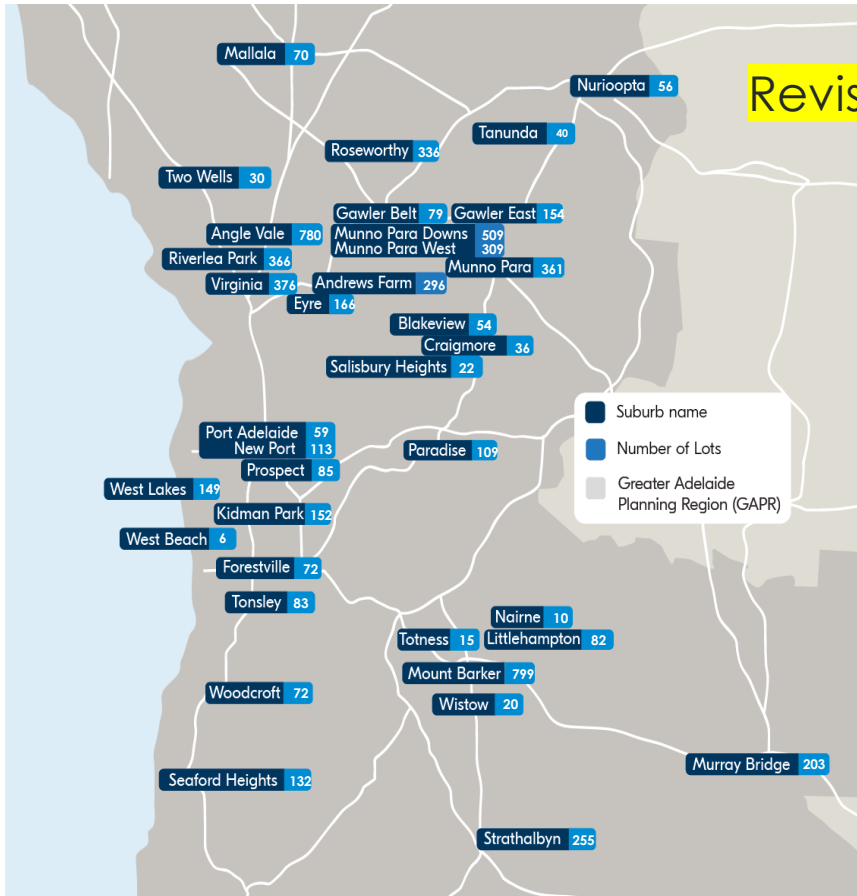 Mallala 70
Nurioopta 56
Revis
Tanunda 40
Roseworthy 336
Two Wells 30
Gawler Belt 79
Gawler East 154
Angle Vale 780
Munno Para Downs 509
Munno Para West 309
Riverlea Park 366
Munno Para 361
Virginia 376
Andrews Farm 296
Eyre 166
Blakeview 54
Craigmore 36
Salisbury Heights 22
Suburb name
Number of Lots
Greater Adelaide
Planning Region (GAPR)
Port Adelaide 59
New Port 113
Paradise 109
Prospect 85
West Lakes 149
Kidman Park 152
West Beach 6
Forestville 72
Tonsley 83
Nairne 10
Totness 15
Littlehampton 82
Mount Barker 799
Woodcroft 72
Wistow 20
Murray Bridge 203
Seaford Heights 132
Strathalbyn 255